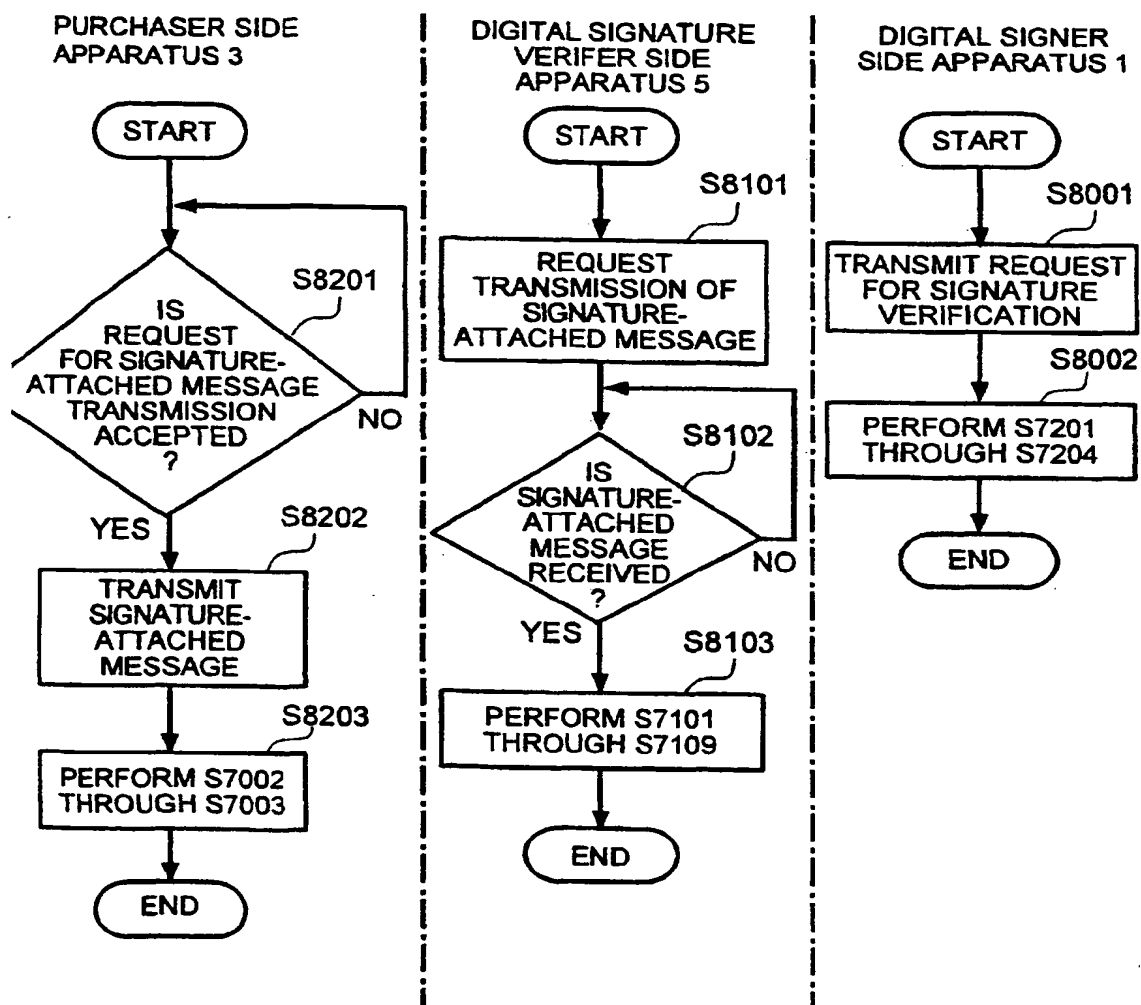 PURCHASER SIDE
APPARATUS 3
START
S8201
IS
REQUEST
FOR SIGNATURE-
ATTACHED MESSAGE
TRANSMISSION
ACCEPTED
?
NO
YES
S8202
TRANSMIT
SIGNATURE-
ATTACHED
MESSAGE
S8203
PERFORM S7002
THROUGH S7003
END
DIGITAL SIGNATURE
VERIFER SIDE
APPARATUS 5
START
S8101
REQUEST
TRANSMISSION OF
SIGNATURE-
ATTACHED MESSAGE
S8102
IS
SIGNATURE-
ATTACHED
MESSAGE
RECEIVED
?
NO
YES
S8103
PERFORM S7101
THROUGH S7109
END
DIGITAL SIGNER
SIDE APPARATUS 1
START
S8001
TRANSMIT REQUEST
FOR SIGNATURE
VERIFICATION
S8002
PERFORM S7201
THROUGH S7204
END